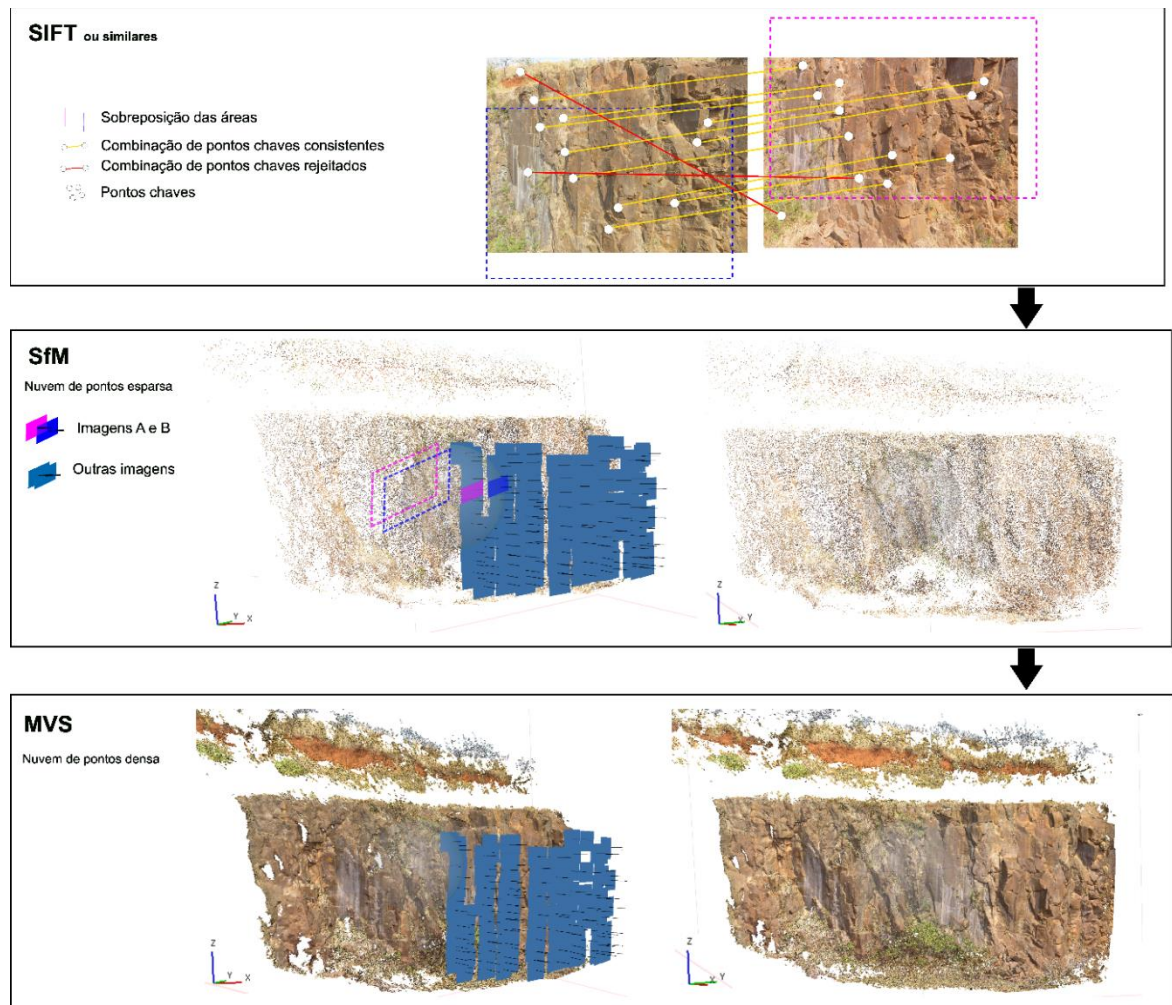 SIFT ou similares
Sobreposição das áreas
Combinação de pontos chaves consistentes
Combinação de pontos chaves rejeitados
Pontos chaves
SfM
Nuvem de pontos esparsa
Imagens A e B
Outras imagens
Z
Y
X
Z
Y
X
MVS
Nuvem de pontos densa
Z
Y
X
Z
Y
X